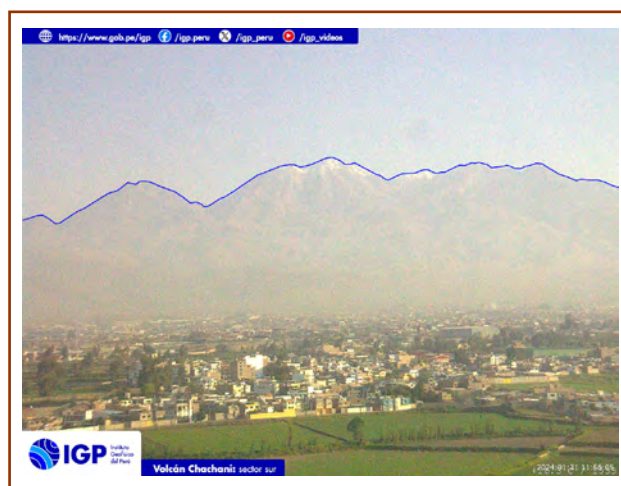 https://www.gob.pe/igp /igp.peru /igp_peru /igp_videos
IGP
Instituto
Geofísico
del Perú
Volcán Chachani: sector sur